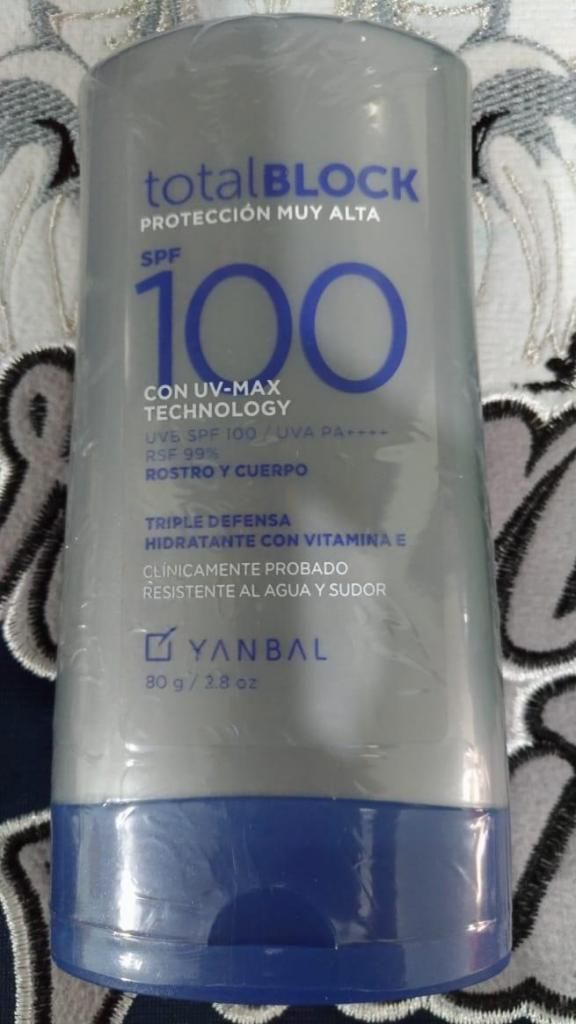 totalBLOCK
PROTECCIÓN MUY ALTA
SPF
100
CON UV-MAX
TECHNOLOGY
UVB SPF 100 / UVA PA++++
RSF 99%
ROSTRO Y CUERPO
TRIPLE DEFENSA
HIDRATANTE CON VITAMINA E
CLÍNICAMENTE PROBADO
RESISTENTE AL AGUA Y SUDOR
YANBAL
80 g / 2.8 oz